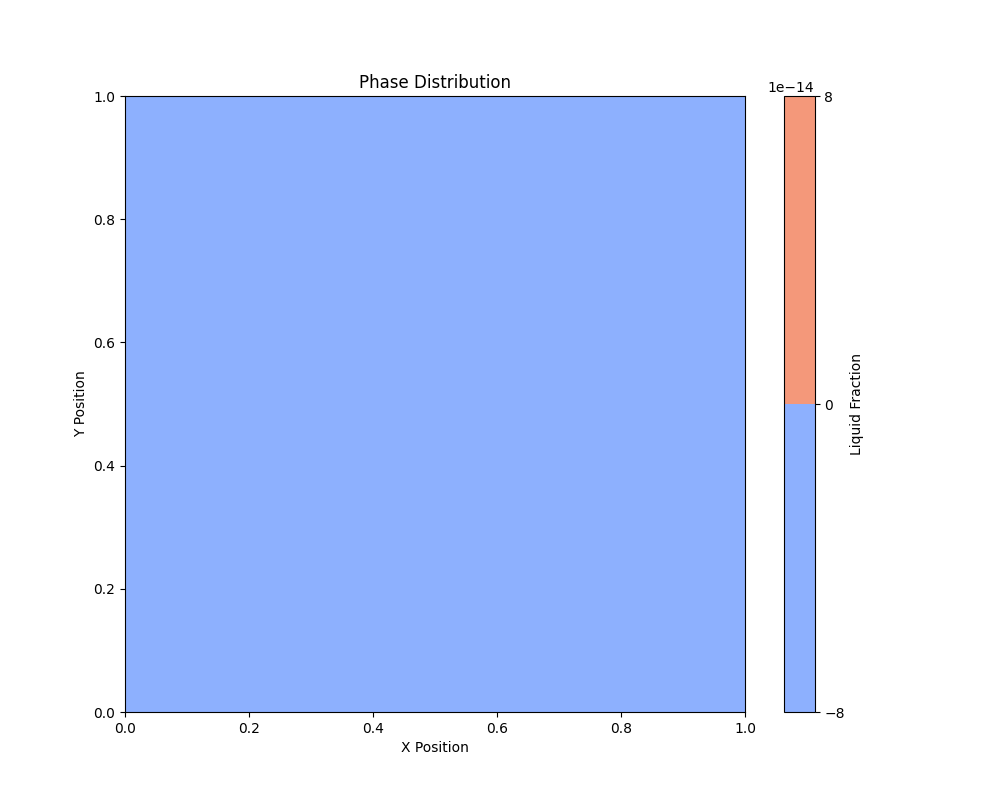 Phase Distribution
1e−14
1.0
0.8
0.6
0.4
0.2
0.0
Y Position
0.0 0.2 0.4 0.6 0.8 1.0
X Position
8
0
−8
Liquid Fraction